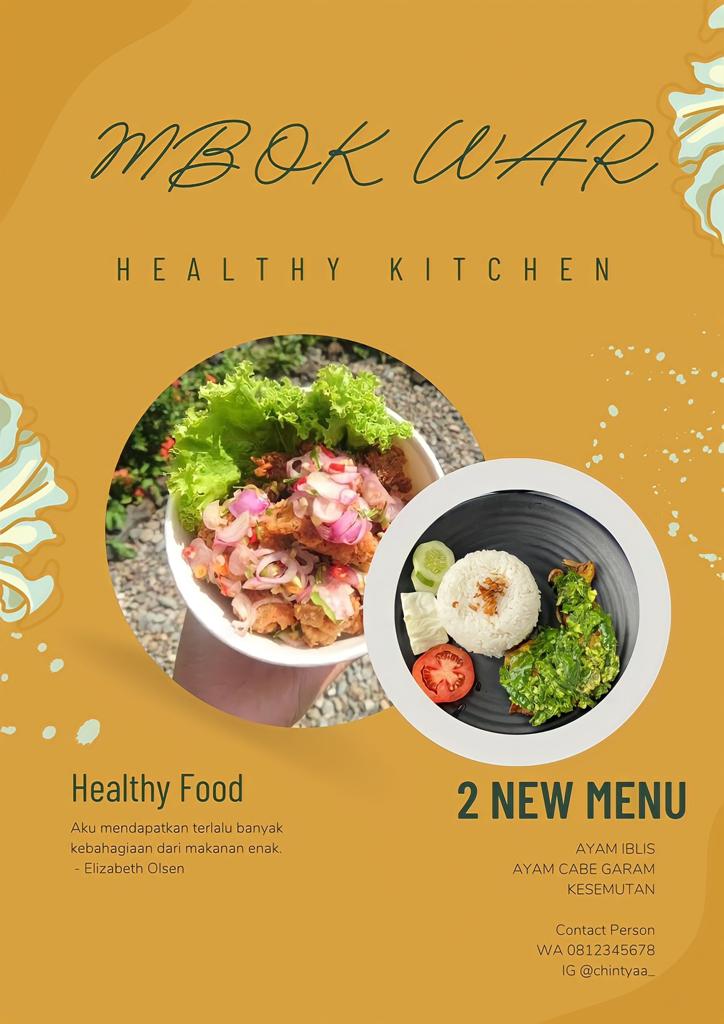 MBOK WAR
HEALTHY KITCHEN
Healthy Food
Aku mendapatkan terlalu banyak
kebahagiaan dari makanan enak.
- Elizabeth Olsen
2 NEW MENU
AYAM IBLIS
AYAM CABE GARAM
KESEMUTAN
Contact Person
WA 0812345678
IG @chintyaa_